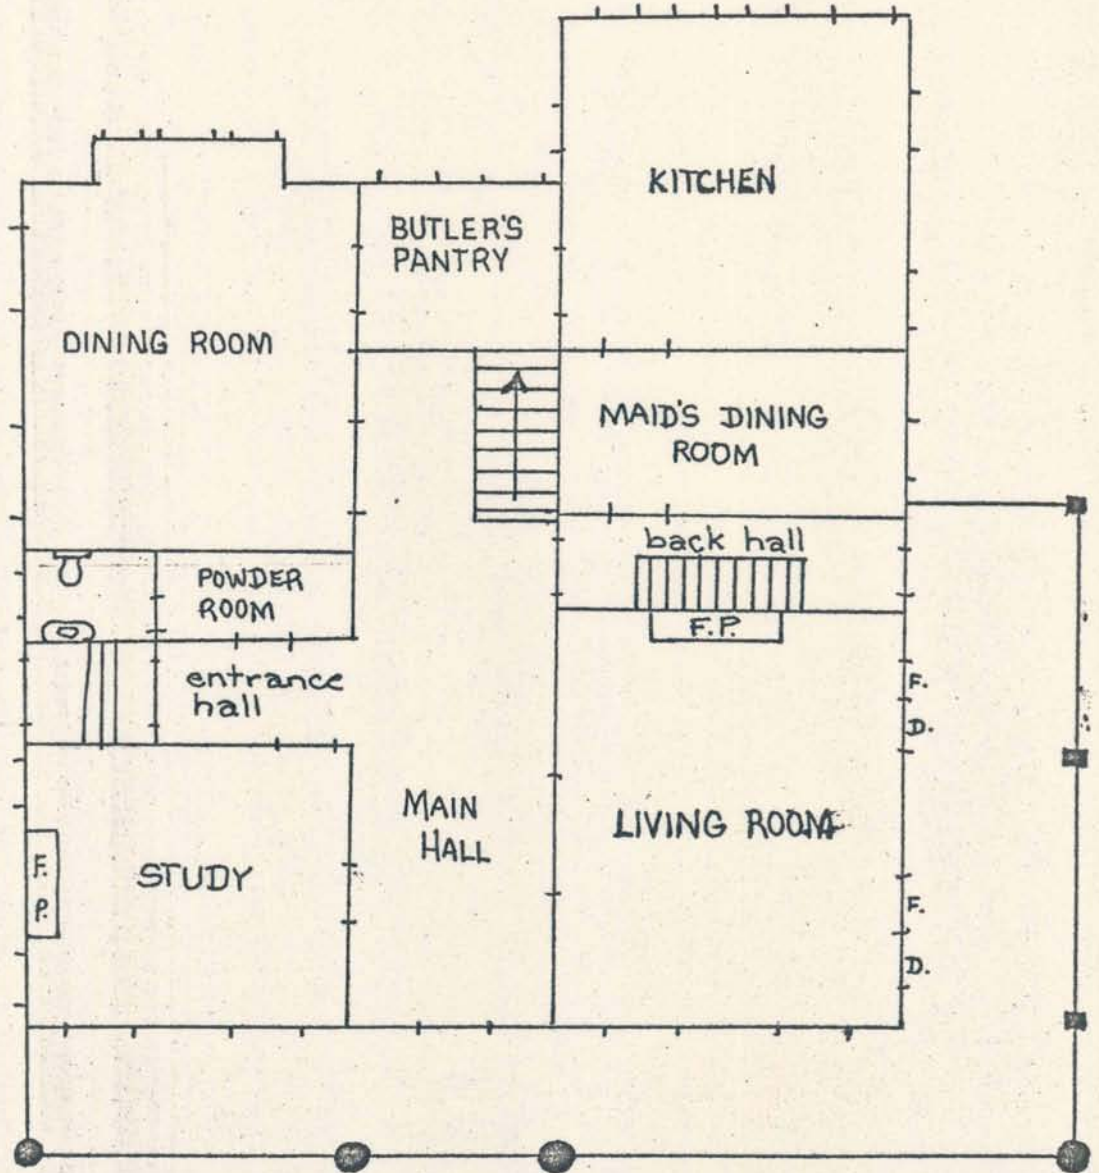 KITCHEN
BUTLER'S
PANTRY
DINING ROOM
MAID'S DINING
ROOM
back hall
POWDER
ROOM
F.P.
entrance
hall
F.
D.
MAIN
HALL
LIVING ROOM
F.
P.
STUDY
F.
D.